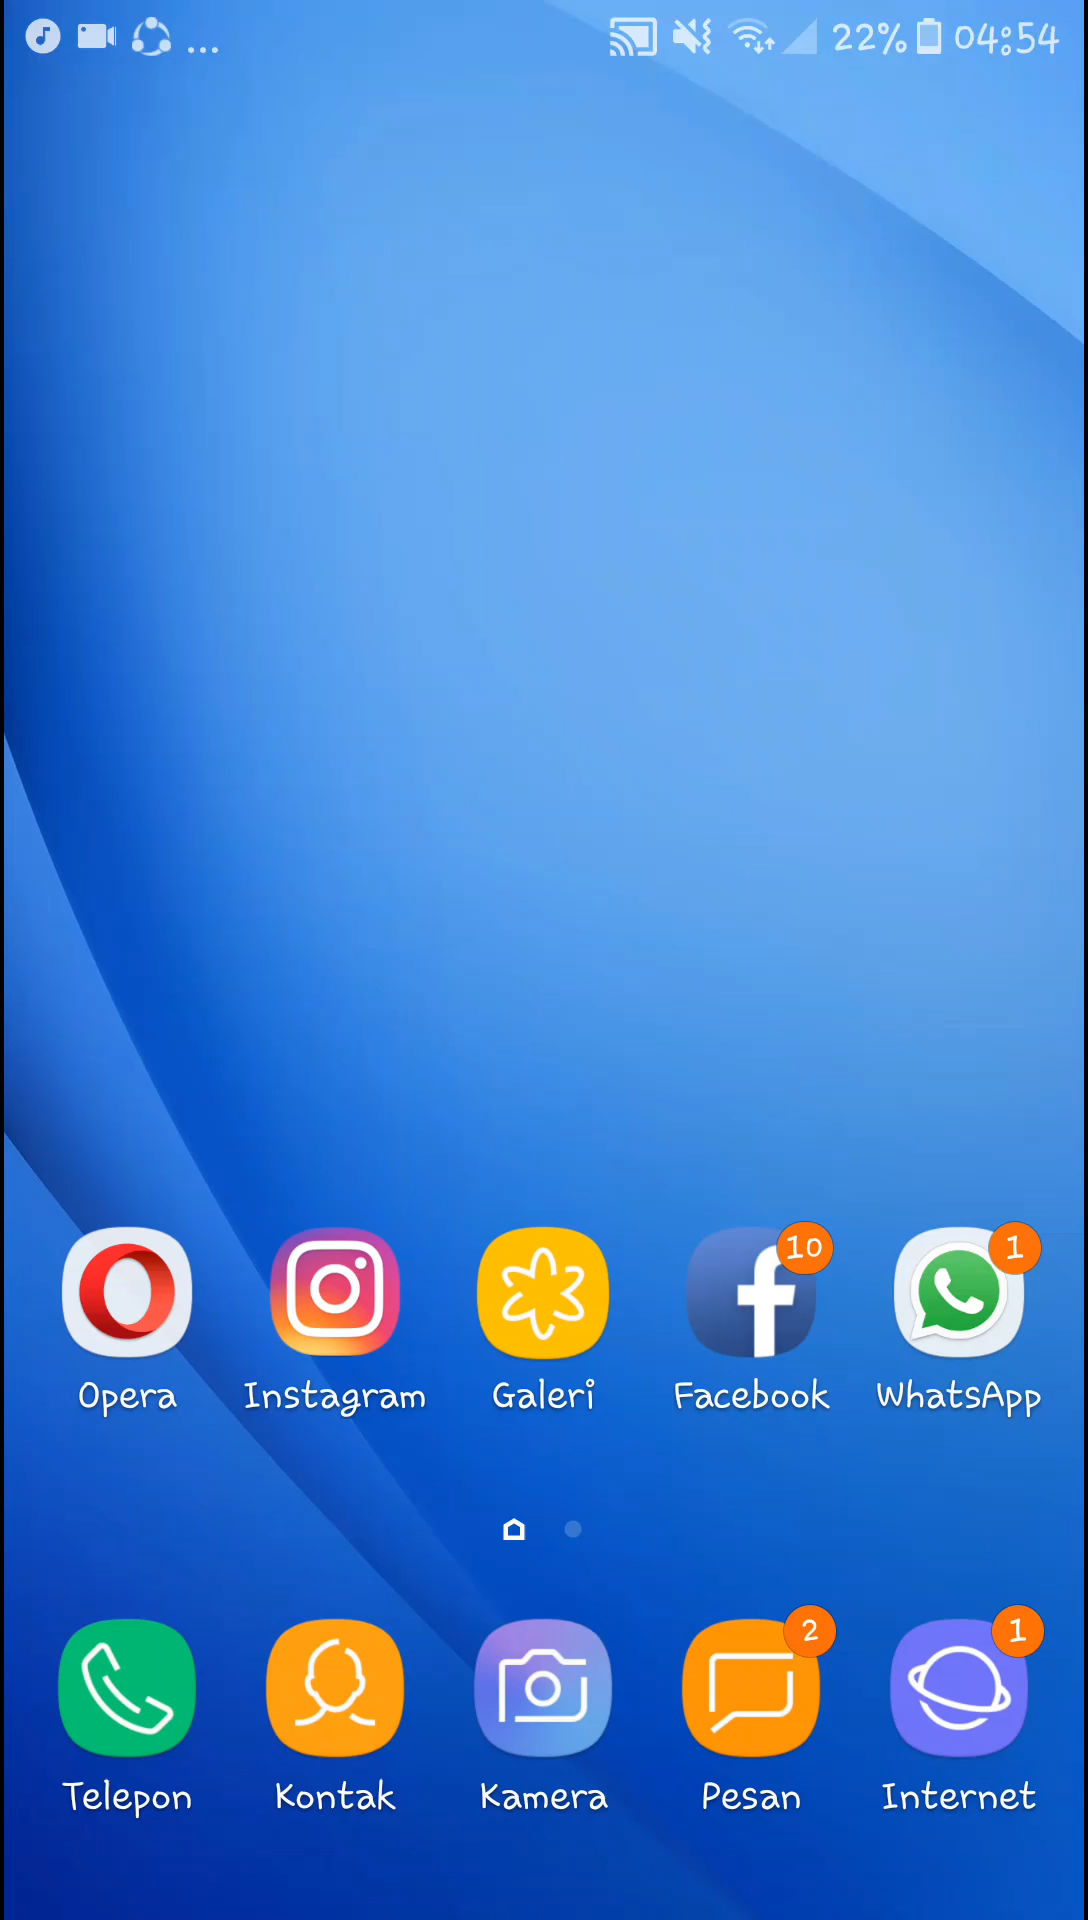 ... 22% 04:54
10 1
Opera Instagram Galeri Facebook WhatsApp
2 1
Telepon Kontak Kamera Pesan Internet